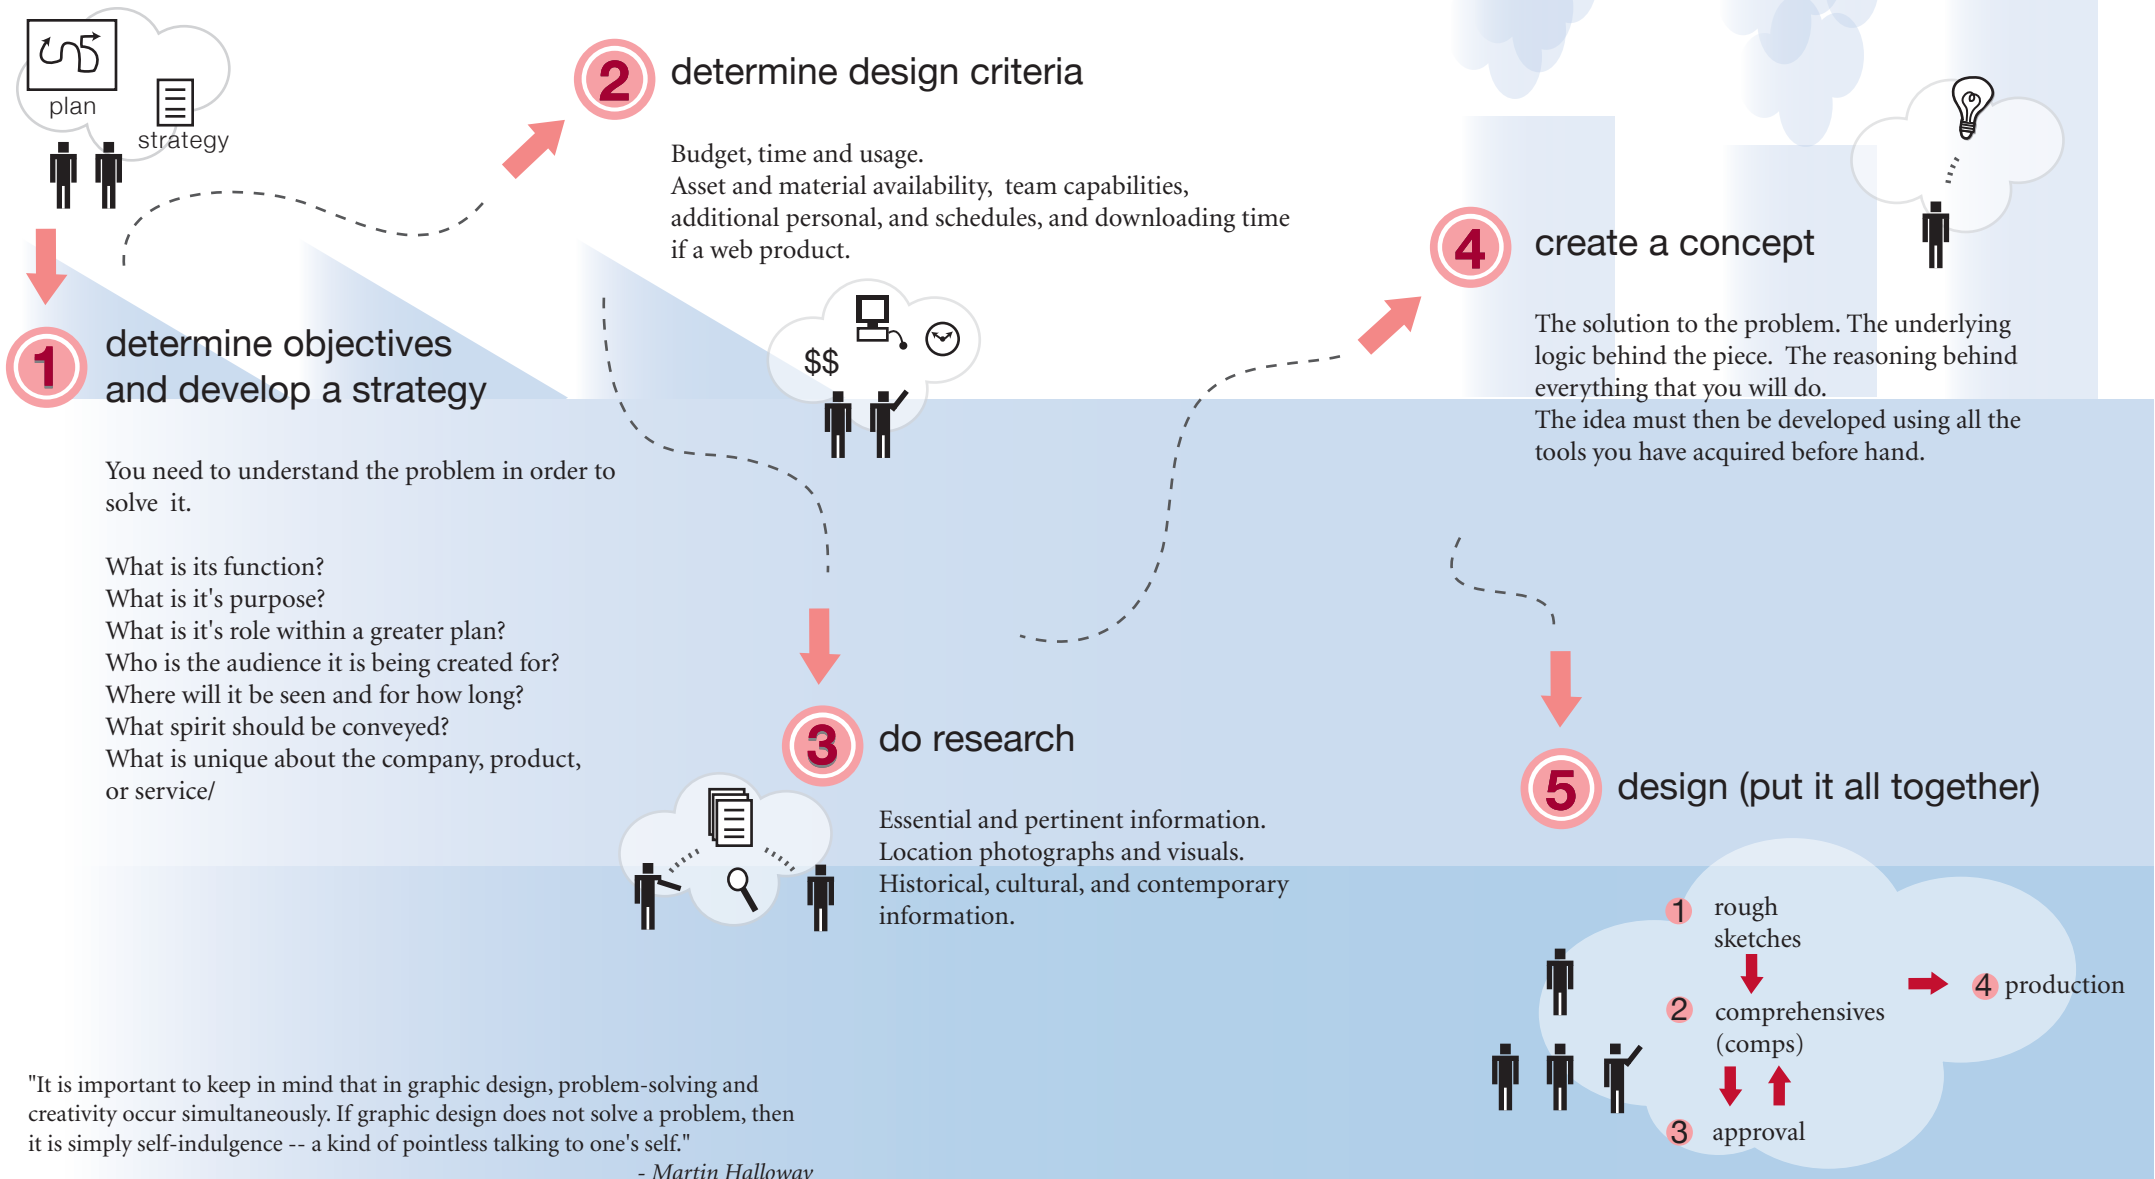 plan
strategy
1
determine objectives
and develop a strategy
You need to understand the problem in order to
solve it.
What is its function?
What is it's purpose?
What is it's role within a greater plan?
Who is the audience it is being created for?
Where will it be seen and for how long?
What spirit should be conveyed?
What is unique about the company, product,
or service/
2
determine design criteria
Budget, time and usage.
Asset and material availability, team capabilities,
additional personal, and schedules, and downloading time
if a web product.
$$
3
do research
Essential and pertinent information.
Location photographs and visuals.
Historical, cultural, and contemporary
information.
4
create a concept
The solution to the problem. The underlying
logic behind the piece. The reasoning behind
everything that you will do.
The idea must then be developed using all the
tools you have acquired before hand.
5
design (put it all together)
1 rough
sketches
2 comprehensives
(comps)
3 approval
4 production
"It is important to keep in mind that in graphic design, problem-solving and
creativity occur simultaneously. If graphic design does not solve a problem, then
it is simply self-indulgence -- a kind of pointless talking to one's self."
- Martin Halloway